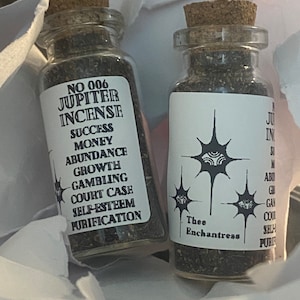 NO 006
JUPITER
INCENSE
SUCCESS
MONEY
ABUNDANCE
GROWTH
GAMBLING
COURT CASE
SELF-ESTEEM
PURIFICATION
Thee
Enchantress